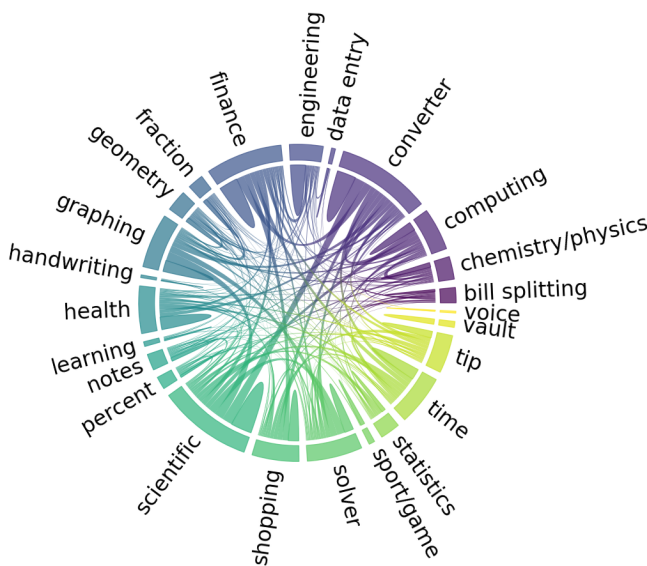 engineering
data entry
converter
computing
chemistry/physics
bill splitting
voice
vault
tip
time
statistics
sport/game
solver
shopping
scientific
percent
notes
learning
health
handwriting
graphing
geometry
fraction
finance